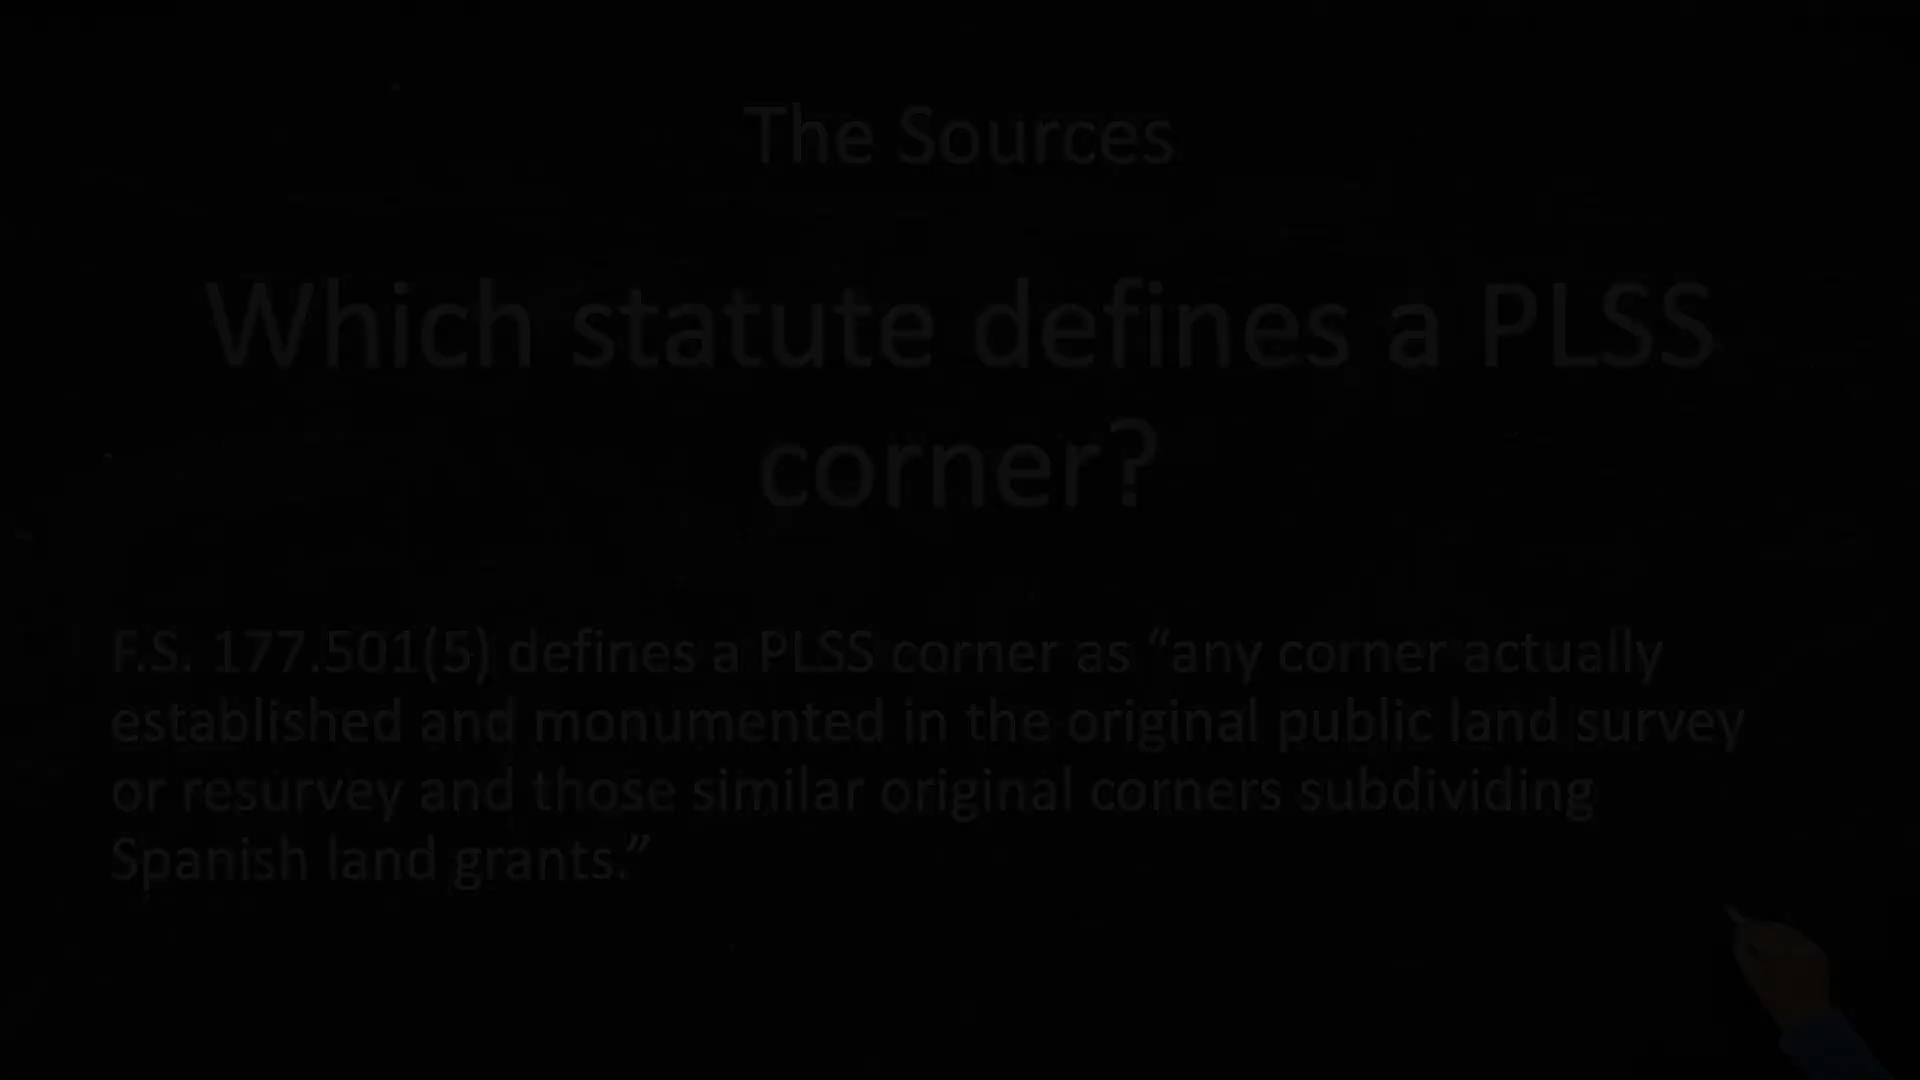 The Sources
Which statute defines a PLSS
corner?
F.S. 177.501(5) defines a PLSS corner as “any corner actually
established and monumented in the original public land survey
or resurvey and those similar original corners subdividing
Spanish land grants.”